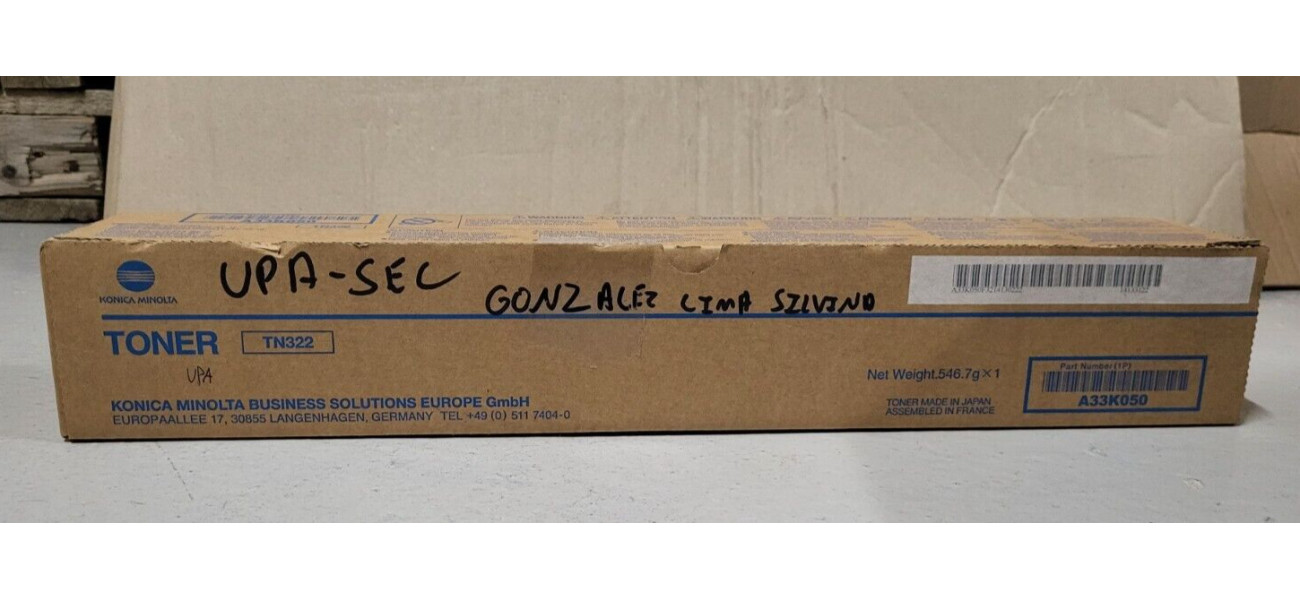 A33K050
WARNING
UPA-SEC
GONZALEZ LIMA SILVINO
KONICA MINOLTA
TONER TN322
UPA
Net Weight.546.7g×1
Part Number (1P)
A33K050
KONICA MINOLTA BUSINESS SOLUTIONS EUROPE GmbH
EUROPAALLEE 17, 30855 LANGENHAGEN, GERMANY TEL +49 (0) 511 7404-0
TONER MADE IN JAPAN
ASSEMBLED IN FRANCE